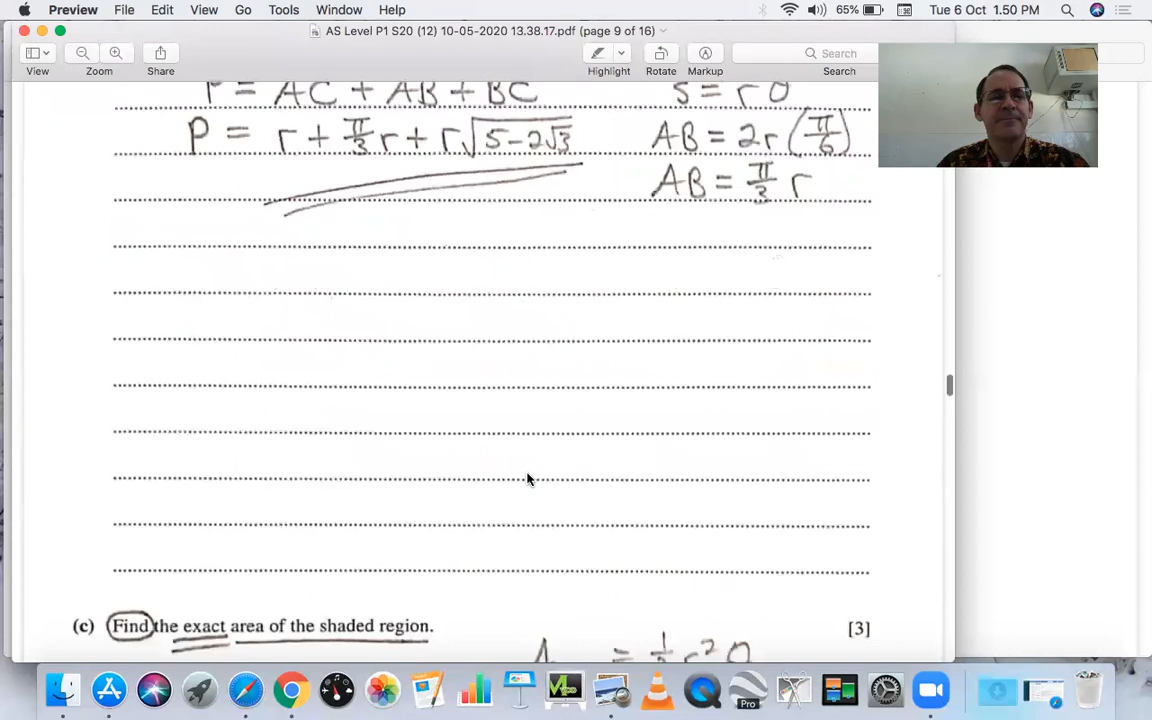 Preview File Edit View Go Tools Window Help 65% Tue 6 Oct 1.50 PM
AS Level P1 S20 (12) 10-05-2020 13.38.17.pdf (page 9 of 16)
View Zoom Share Highlight Rotate Markup Search
Search
P = AC + AB + BC
s = rθ
P = r + π/3 r + r√(5-2√3)
AB = 2r(π/6)
AB = π/3 r
(c) Find the exact area of the shaded region. [3]
A = 1/2 r²θ
Pro